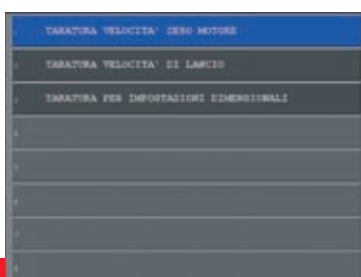 TARATURA VELOCITA' ZERO MOTORE
TARATURA VELOCITA' DI LANCIO
TARATURA PER IMPOSTAZIONI DIMENSIONALI